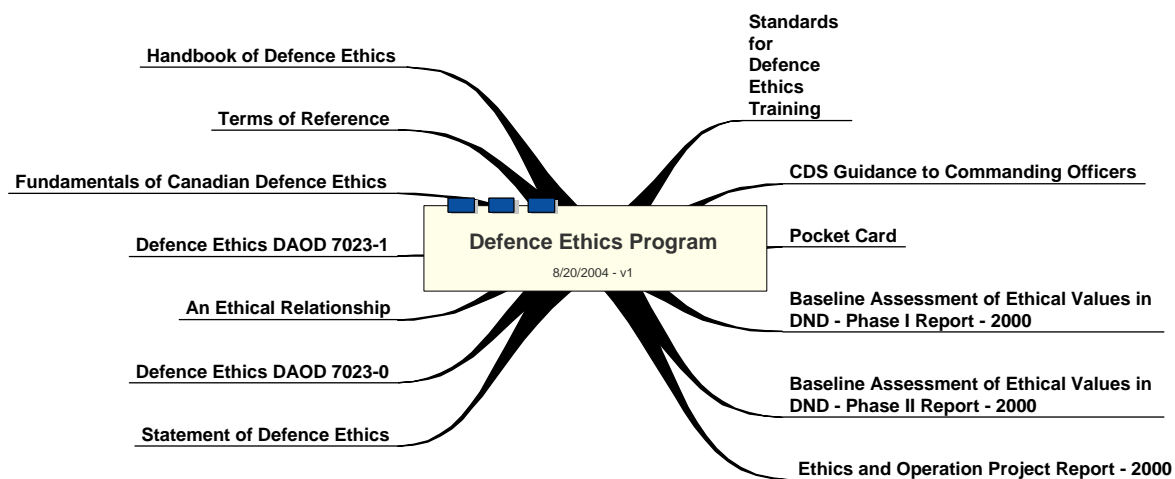 Handbook of Defence Ethics
Terms of Reference
Fundamentals of Canadian Defence Ethics
Defence Ethics DAOD 7023-1
An Ethical Relationship
Defence Ethics DAOD 7023-0
Statement of Defence Ethics
Defence Ethics Program
8/20/2004 - v1
Standards
for
Defence
Ethics
Training
CDS Guidance to Commanding Officers
Pocket Card
Baseline Assessment of Ethical Values in
DND - Phase I Report - 2000
Baseline Assessment of Ethical Values in
DND - Phase II Report - 2000
Ethics and Operation Project Report - 2000